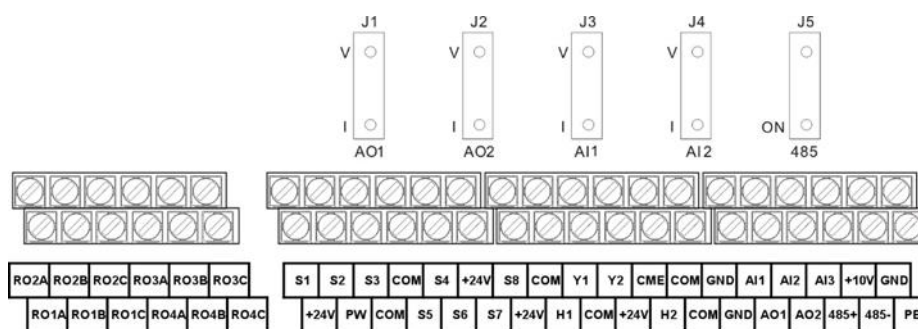 J1 J2 J3 J4 J5
V V V V
I I I I ON
AO1 AO2 AI1 AI2 485
RO2A RO2B RO2C RO3A RO3B RO3C S1 S2 S3 COM S4 +24V S8 COM Y1 Y2 CME COM GND AI1 AI2 AI3 +10V GND
RO1A RO1B RO1C RO4A RO4B RO4C +24V PW COM S5 S6 S7 +24V H1 COM +24V H2 COM GND AO1 AO2 485+ 485- PE